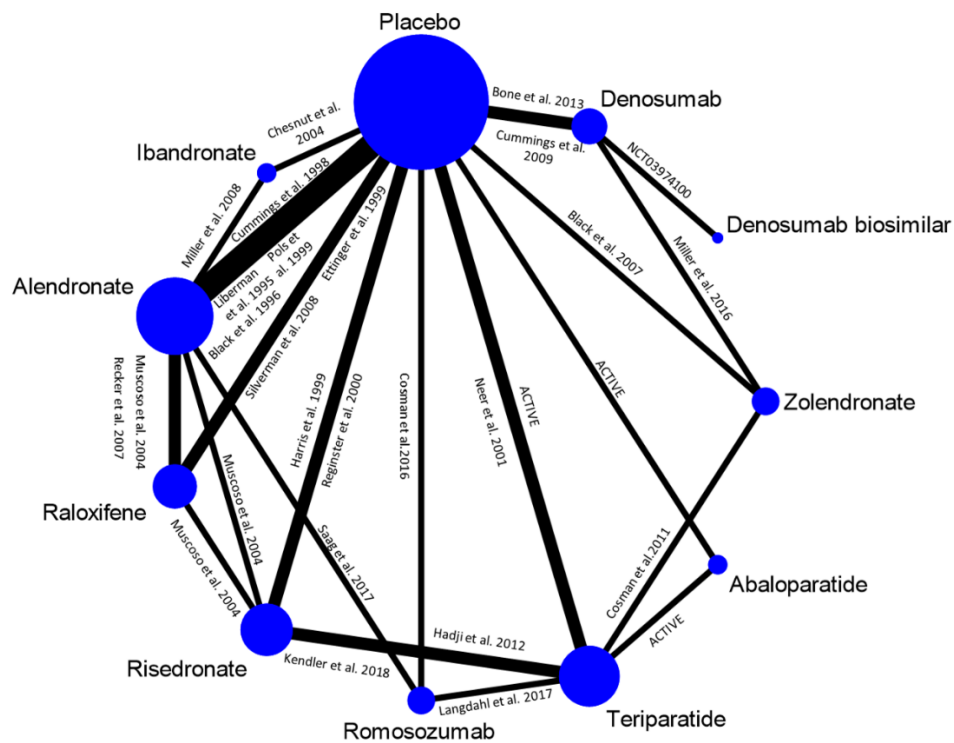 Placebo
Bone et al. 2013
Denosumab
Cummings et al.
2009
Chesnut et al.
2004
Ibandronate
NCT03974100
Cummings et al. 1998
Miller et al. 2008
Denosumab biosimilar
Black et al. 2007
Miller et al. 2016
Ettinger et al. 1999
Pols et
al. 1999
Liberman
et al. 1995
Black et al. 1996
Alendronate
Silverman et al. 2008
Muscoso et al. 2004
Recker et al. 2007
Harris et al. 1999
Reginster et al. 2000
Cosman et al.2016
Neer et al. 2001
ACTIVE
ACTIVE
Zolendronate
Raloxifene
Muscoso et al. 2004
Muscoso et al. 2004
Saag et al. 2017
Cosman et al.2011
Abaloparatide
ACTIVE
Hadji et al. 2012
Kendler et al. 2018
Risedronate
Langdahl et al. 2017
Romosozumab
Teriparatide